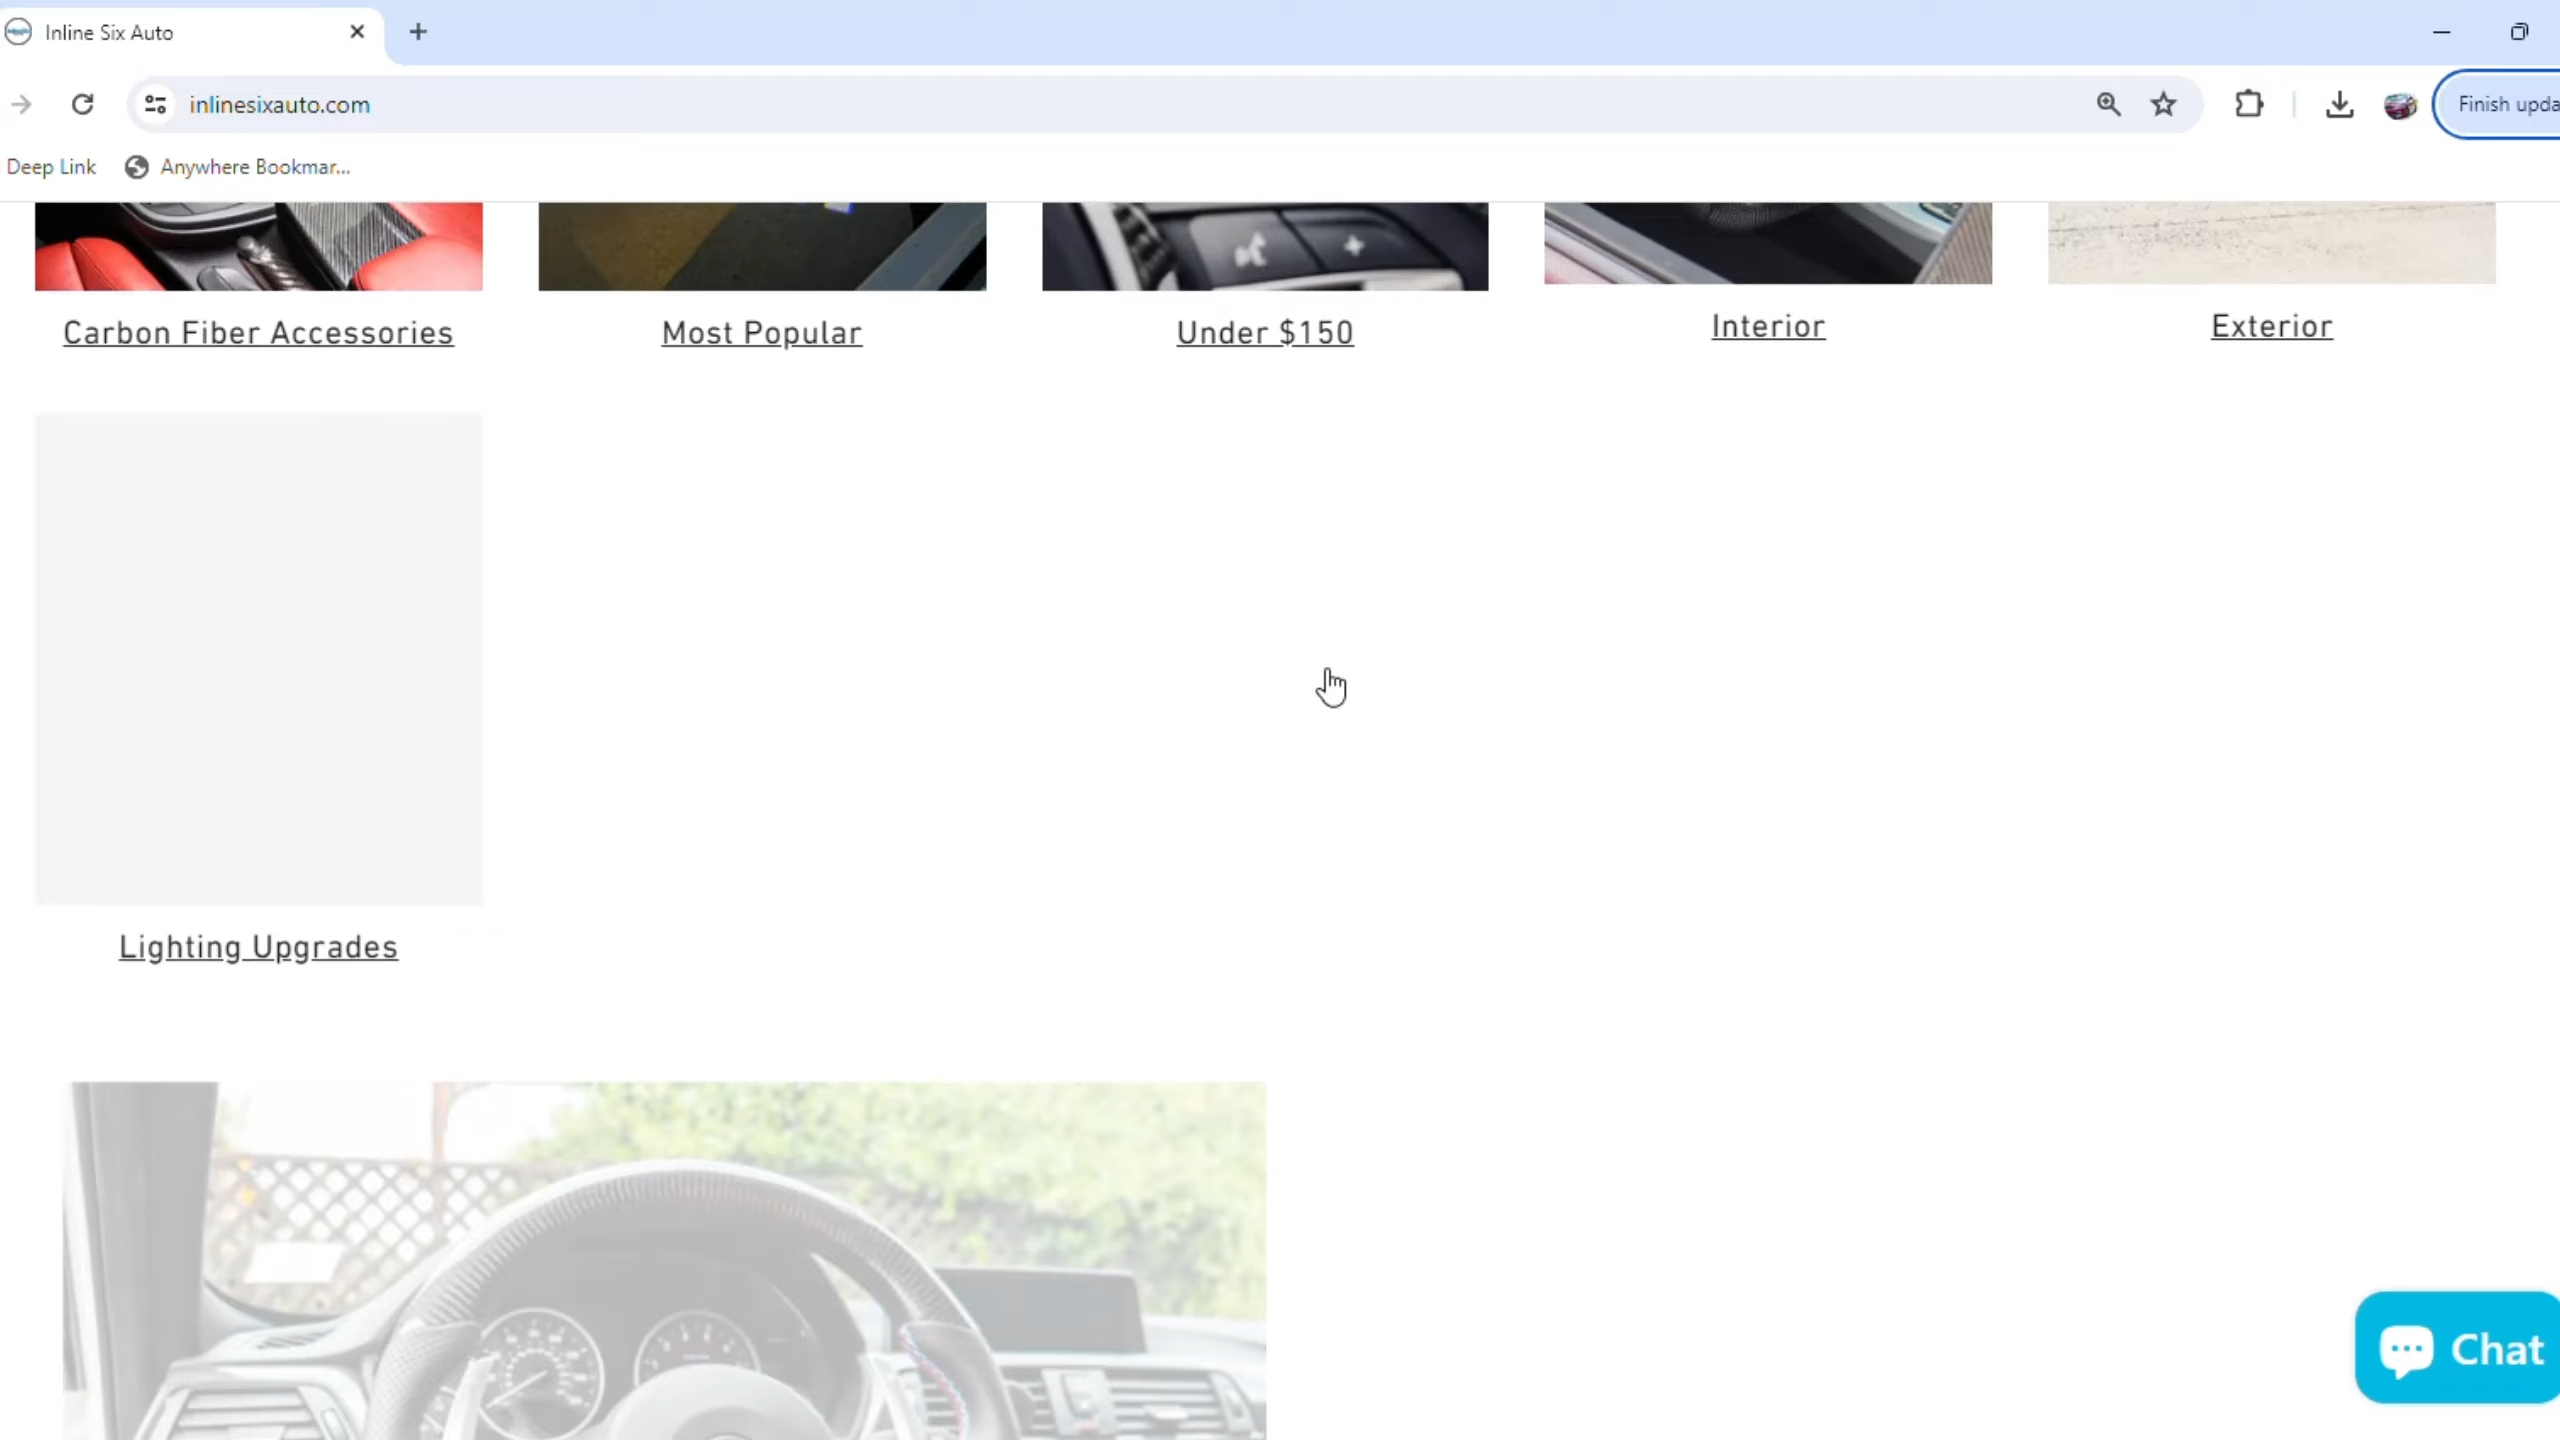 Inline Six Auto
inlinesixauto.com
Finish upda
Deep Link
Anywhere Bookmar...
Carbon Fiber Accessories
Most Popular
Under $150
Interior
Exterior
Lighting Upgrades
Chat